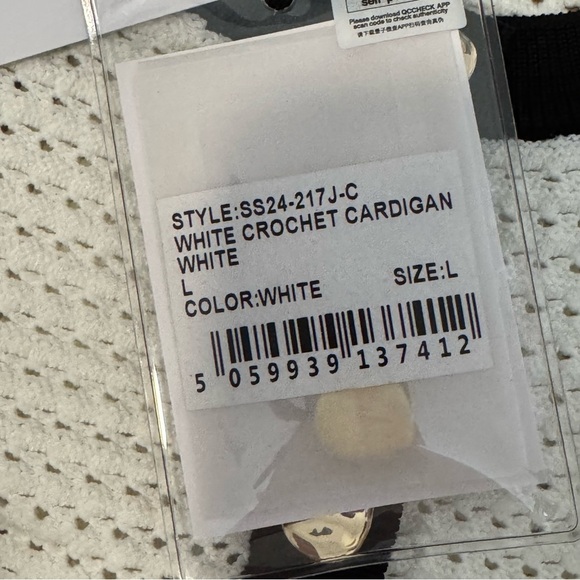 Please download QCCHECK APP
scan code to check authenticity
STYLE:SS24-217J-C
WHITE CROCHET CARDIGAN
WHITE
L
COLOR:WHITE SIZE:L
5 059939 137412